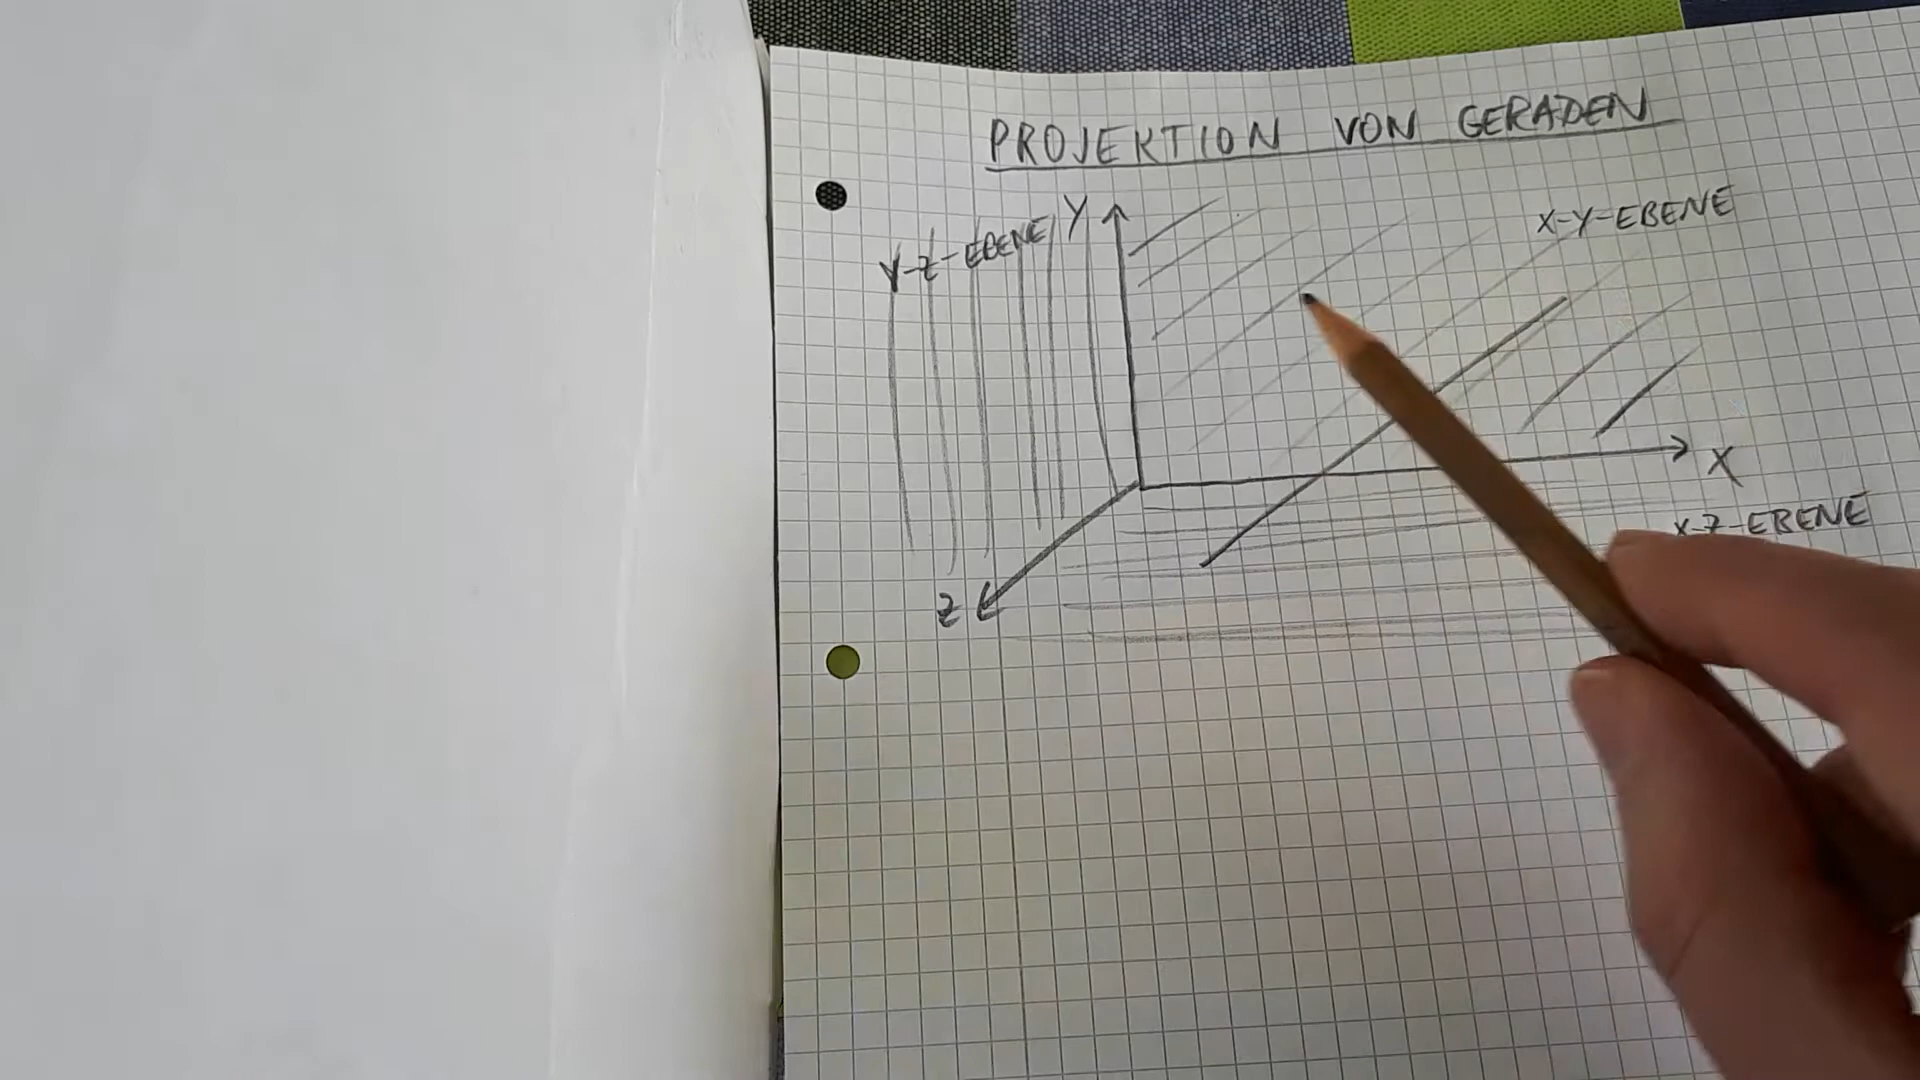 PROJEKTION VON GERADEN
Y
X-Y-EBENE
Y-Z-EBENE
X
X-Z-EBENE
Z